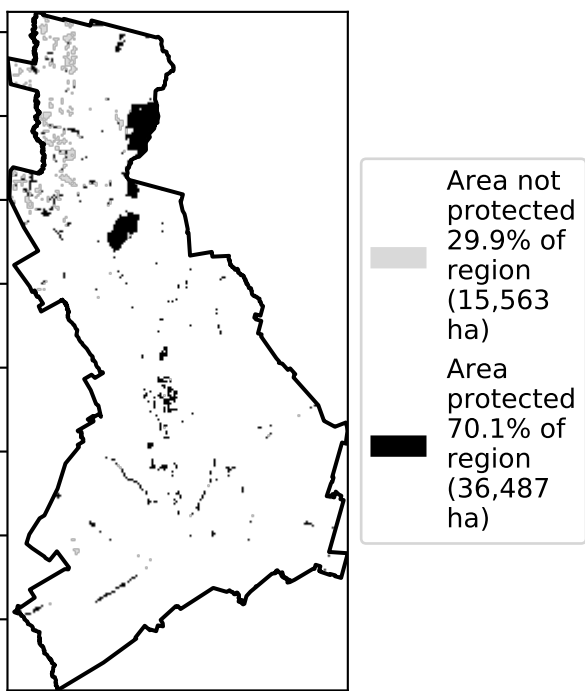 Area not
protected
29.9% of
region
(15,563
ha)
Area
protected
70.1% of
region
(36,487
ha)